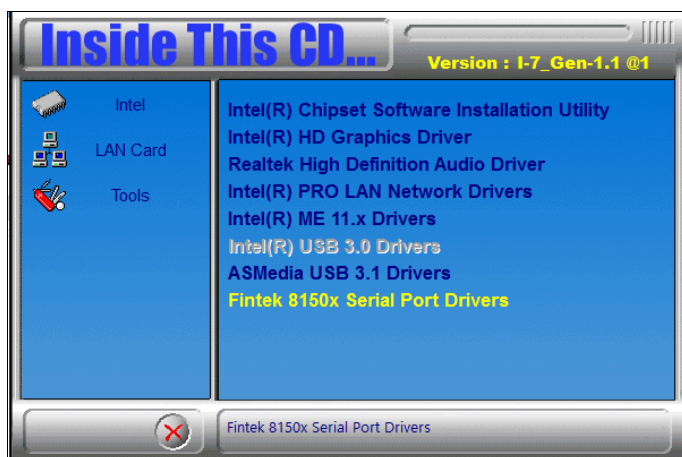 Inside This CD...
Version : I-7_Gen-1.1 @1
Intel
LAN Card
Tools
Intel(R) Chipset Software Installation Utility
Intel(R) HD Graphics Driver
Realtek High Definition Audio Driver
Intel(R) PRO LAN Network Drivers
Intel(R) ME 11.x Drivers
Intel(R) USB 3.0 Drivers
ASMedia USB 3.1 Drivers
Fintek 8150x Serial Port Drivers
Fintek 8150x Serial Port Drivers